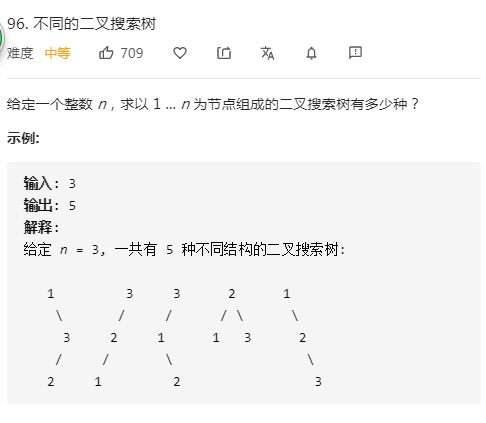 96. 不同的二叉搜索树
难度 中等 709
给定一个整数 n，求以 1 ... n 为节点组成的二叉搜索树有多少种？
示例:
输入: 3
输出: 5
解释:
给定 n = 3, 一共有 5 种不同结构的二叉搜索树:
1 3 3 2 1
\ / / / \ \
3 2 1 1 3 2
/ / \ \
2 1 2 3